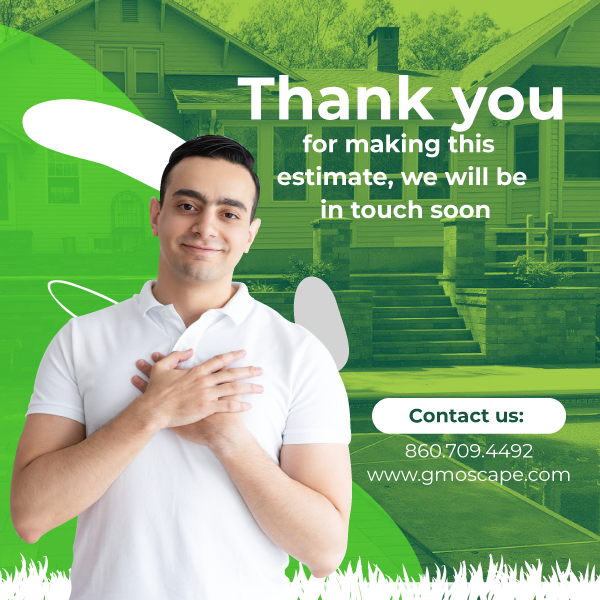 Thank you
for making this
estimate, we will be
in touch soon
Contact us:
860.709.4492
www.gmoscape.com